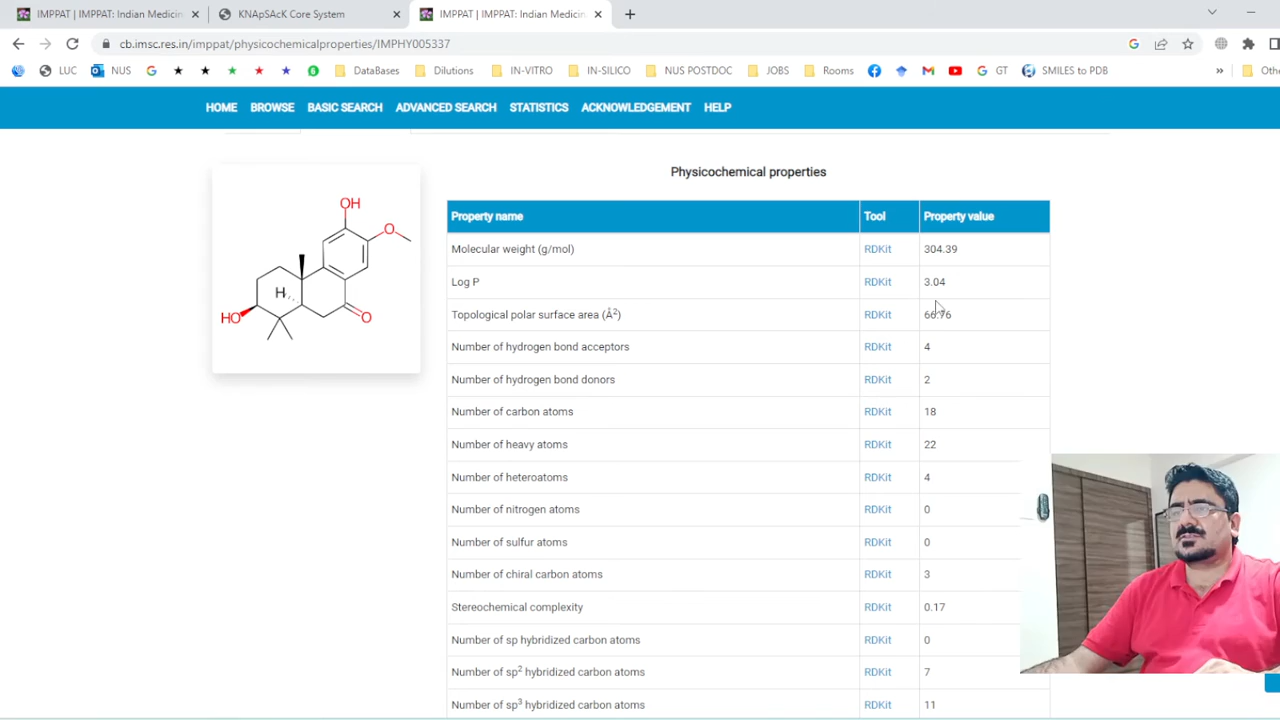 IMPPAT | IMPPAT: Indian Medicin
KNApSAcK Core System
IMPPAT | IMPPAT: Indian Medicin
cb.imsc.res.in/imppat/physicochemicalproperties/IMPHY005337
LUC NUS DataBases Dilutions IN-VITRO IN-SILICO NUS POSTDOC JOBS Rooms GT SMILES to PDB » Othe
HOME BROWSE BASIC SEARCH ADVANCED SEARCH STATISTICS ACKNOWLEDGEMENT HELP
OH
O
H
HO
O
Physicochemical properties
Property name Tool Property value
Molecular weight (g/mol) RDKit 304.39
Log P RDKit 3.04
Topological polar surface area (Å2) RDKit 66.76
Number of hydrogen bond acceptors RDKit 4
Number of hydrogen bond donors RDKit 2
Number of carbon atoms RDKit 18
Number of heavy atoms RDKit 22
Number of heteroatoms RDKit 4
Number of nitrogen atoms RDKit 0
Number of sulfur atoms RDKit 0
Number of chiral carbon atoms RDKit 3
Stereochemical complexity RDKit 0.17
Number of sp hybridized carbon atoms RDKit 0
Number of sp2 hybridized carbon atoms RDKit 7
Number of sp3 hybridized carbon atoms RDKit 11